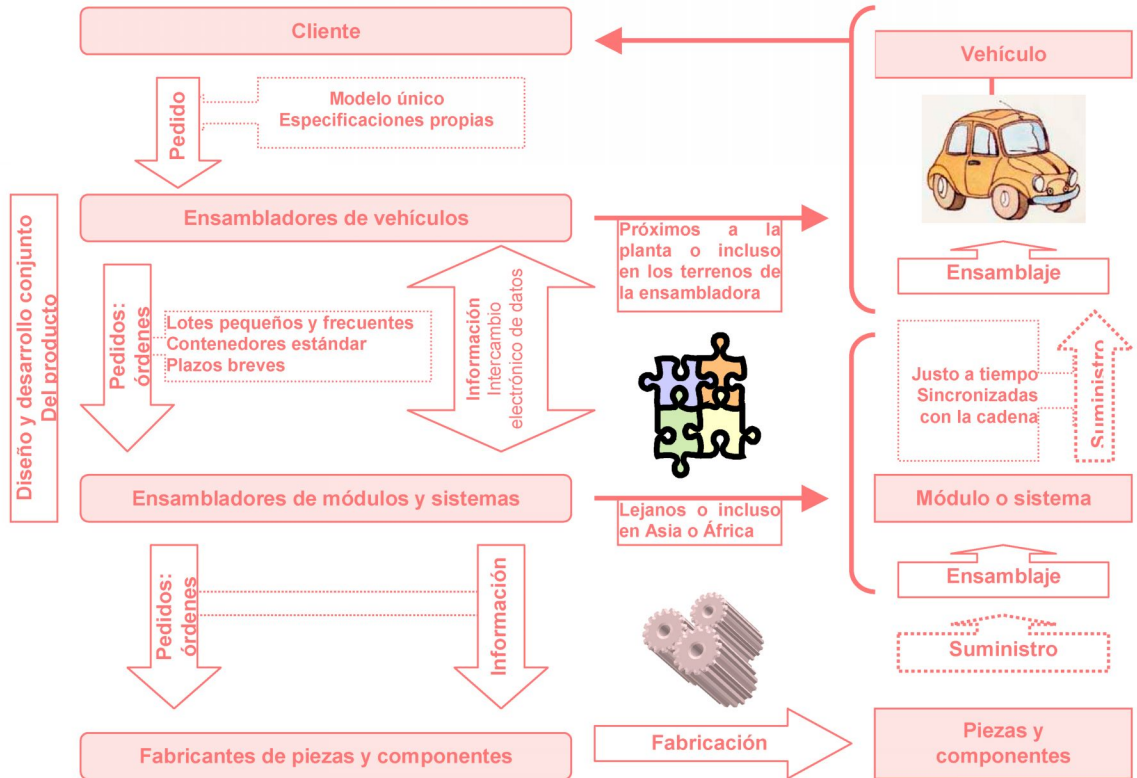 Cliente
Vehículo
Pedido
Modelo único
Especificaciones propias
Ensambladores de vehículos
Próximos a la
planta o incluso
en los terrenos de
la ensambladora
Ensamblaje
Diseño y desarrollo conjunto
Del producto
Pedidos:
órdenes
Lotes pequeños y frecuentes
Contenedores estándar
Plazos breves
Información
Intercambio
electrónico de datos
Justo a tiempo
Sincronizadas
con la cadena
Suministro
Ensambladores de módulos y sistemas
Lejanos o incluso
en Asia o África
Módulo o sistema
Ensamblaje
Pedidos:
órdenes
Información
Suministro
Fabricantes de piezas y componentes
Fabricación
Piezas y
componentes